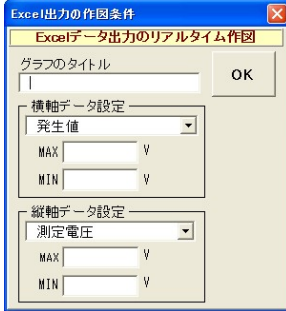 Excel出力の作図条件
Excelデータ出力のリアルタイム作図
グラフのタイトル
OK
横軸データ設定
発生値
MAX V
MIN V
縦軸データ設定
測定電圧
MAX V
MIN V